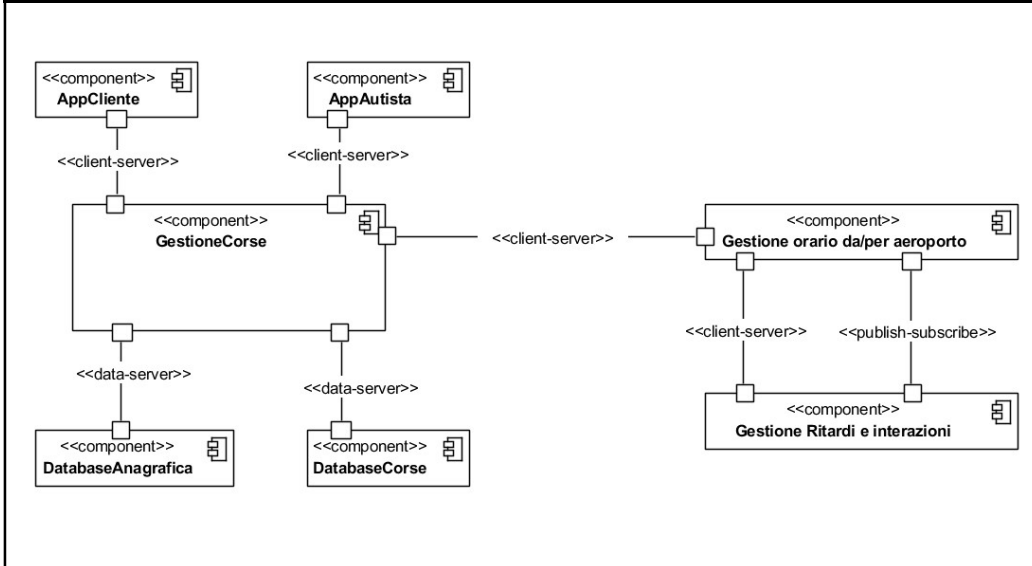 <<component>>
AppCliente
<<component>>
AppAutista
<<client-server>>
<<client-server>>
<<component>>
GestioneCorse
<<client-server>>
<<component>>
Gestione orario da/per aeroporto
<<client-server>>
<<publish-subscribe>>
<<data-server>>
<<data-server>>
<<component>>
Gestione Ritardi e interazioni
<<component>>
DatabaseAnagrafica
<<component>>
DatabaseCorse